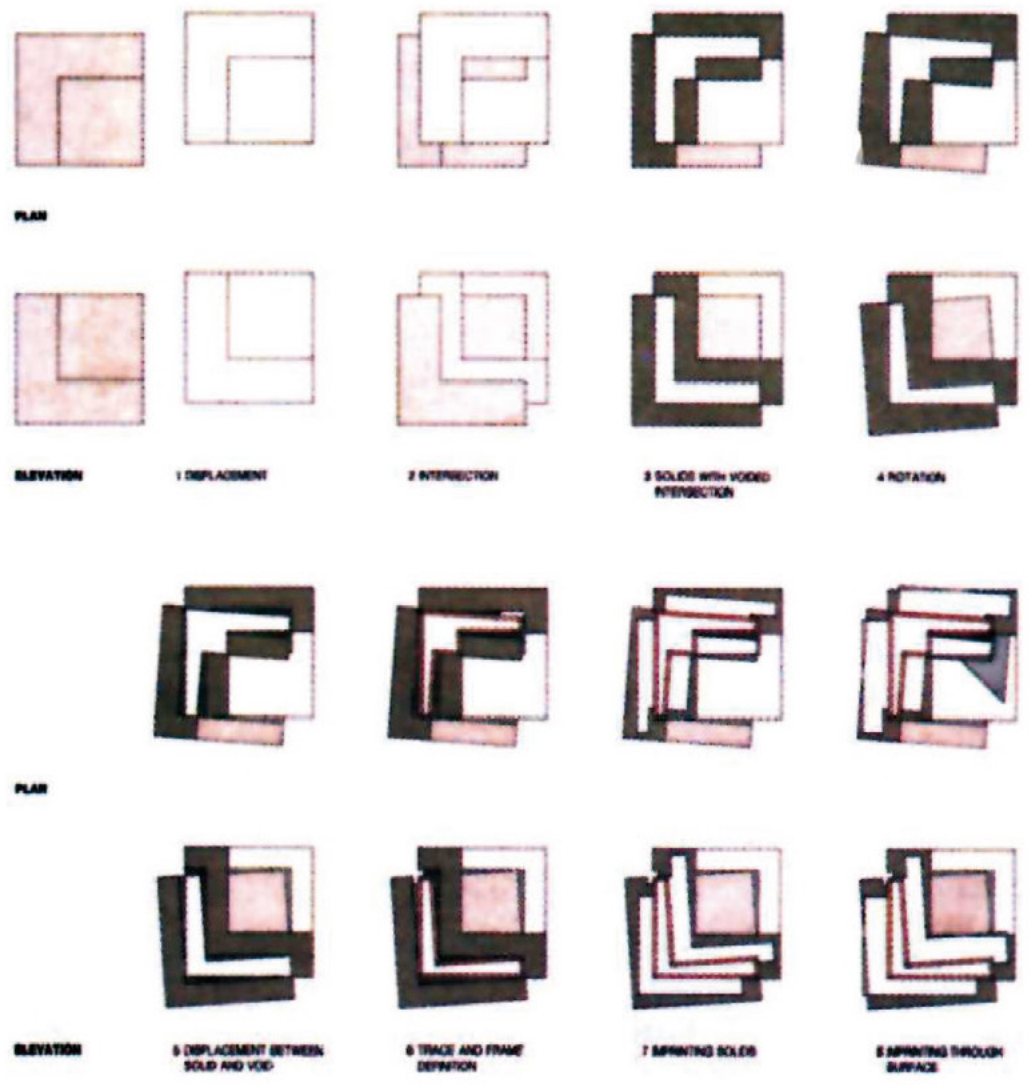 PLAN
ELEVATION
1 DISPLACEMENT
2 INTERSECTION
3 SOLIDS WITH VOIDED
INTERSECTION
4 ROTATION
PLAN
ELEVATION
5 DISPLACEMENT BETWEEN
SOLID AND VOID
6 TRACE AND FRAME
DEFINITION
7 IMPRINTING SOLIDS
8 IMPRINTING THROUGH
SURFACE